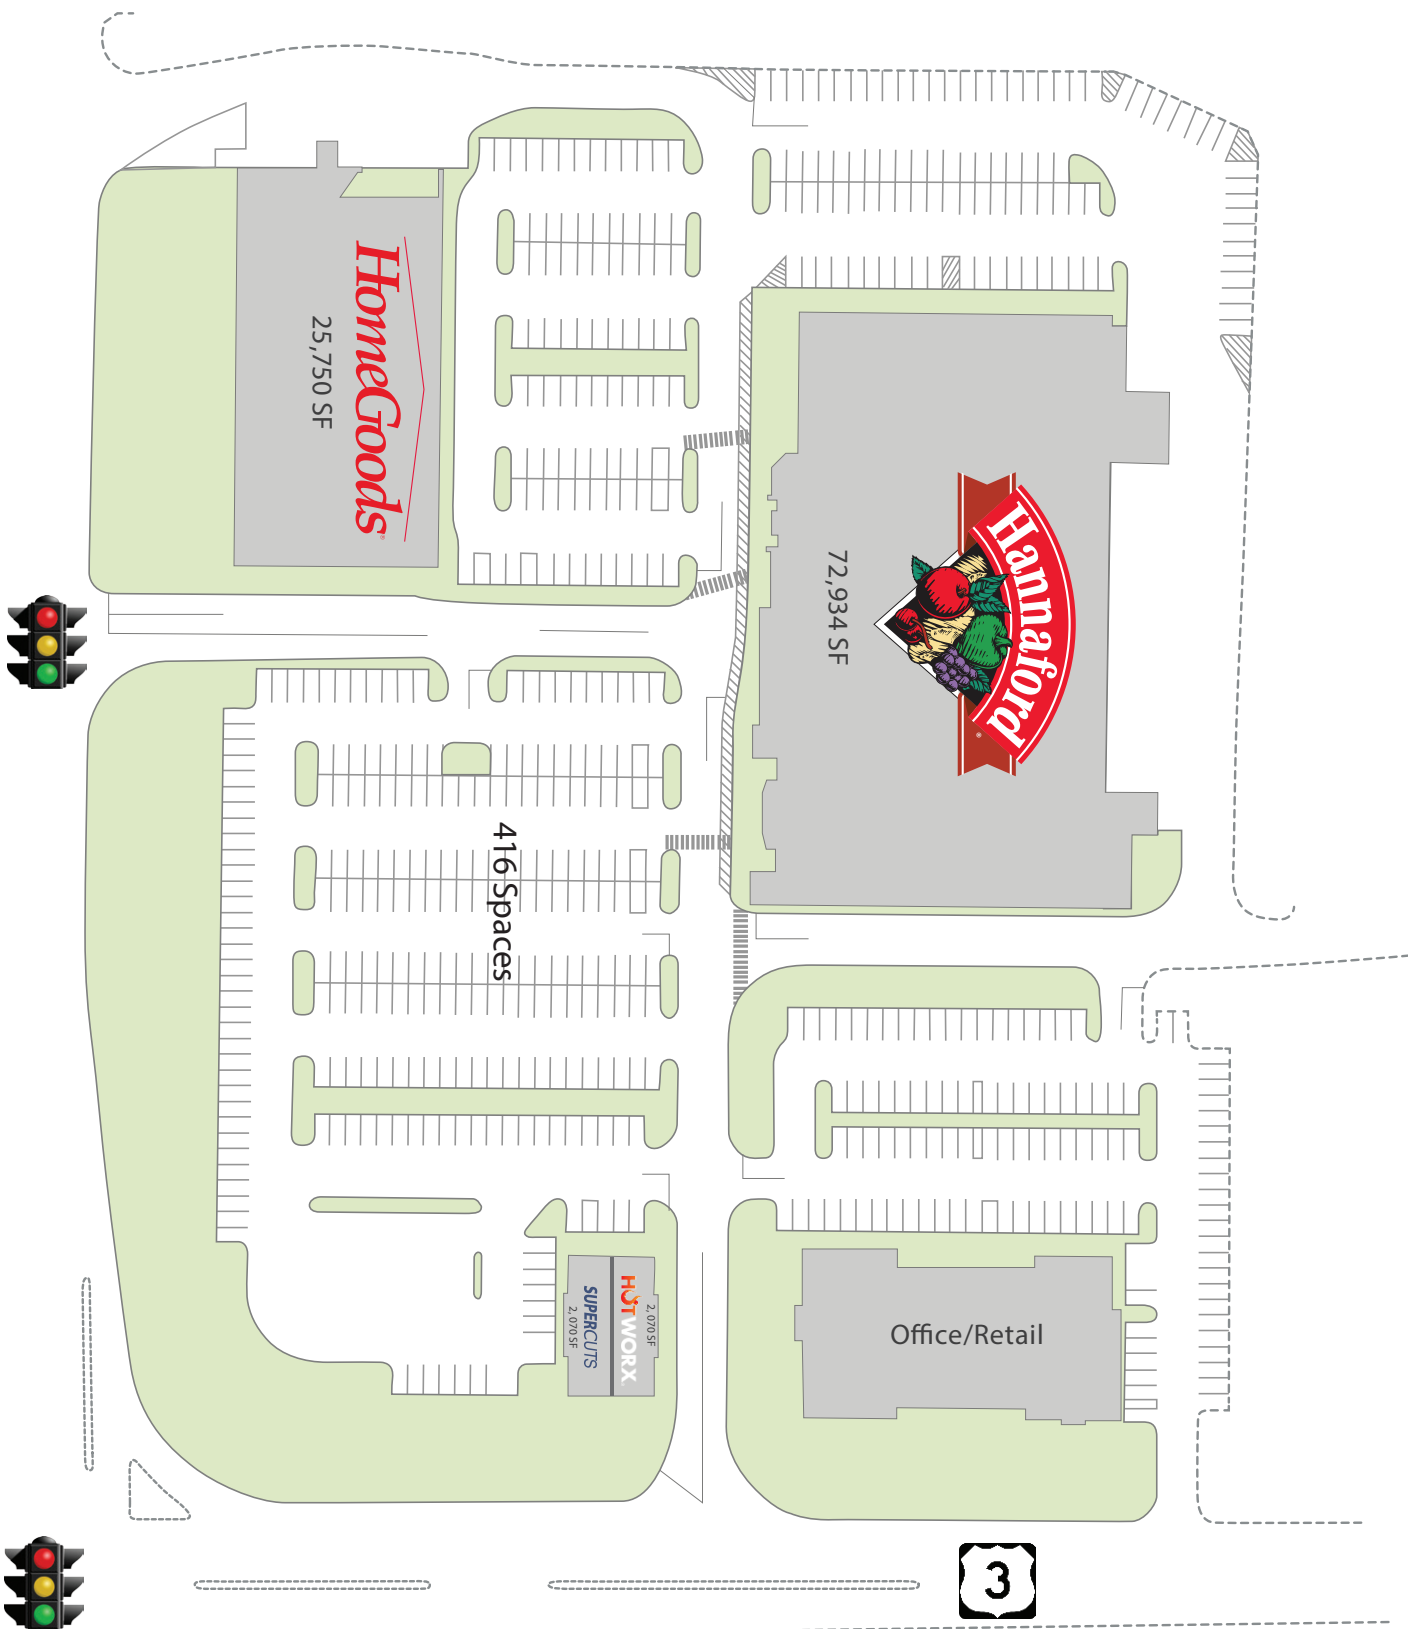 HomeGoods
25,750 SF
Hannaford
72,934 SF
416 Spaces
HOTWORX
2,070 SF
SUPERCUTS
2,070 SF
Office/Retail
3